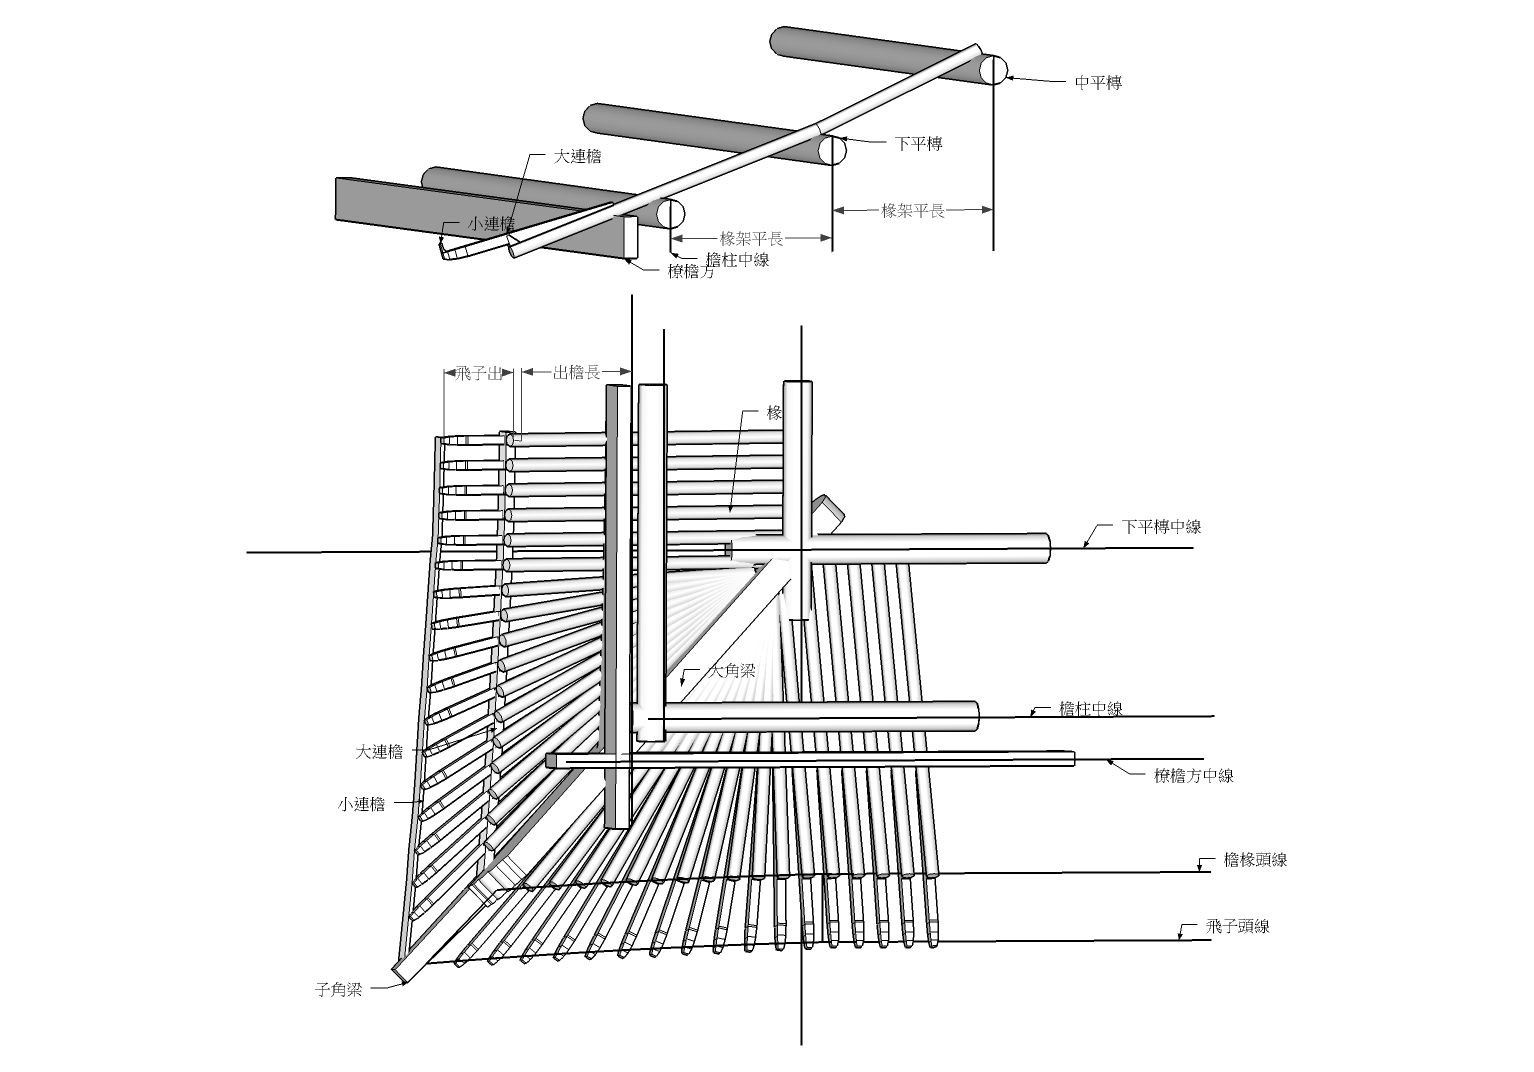 中平槫
下平槫
大連檐
椽架平長
小連檐
椽架平長
檐柱中線
橑檐方
飛子出
出檐長
椽
下平槫中線
大角梁
檐柱中線
大連檐
橑檐方中線
小連檐
檐椽頭線
飛子頭線
子角梁